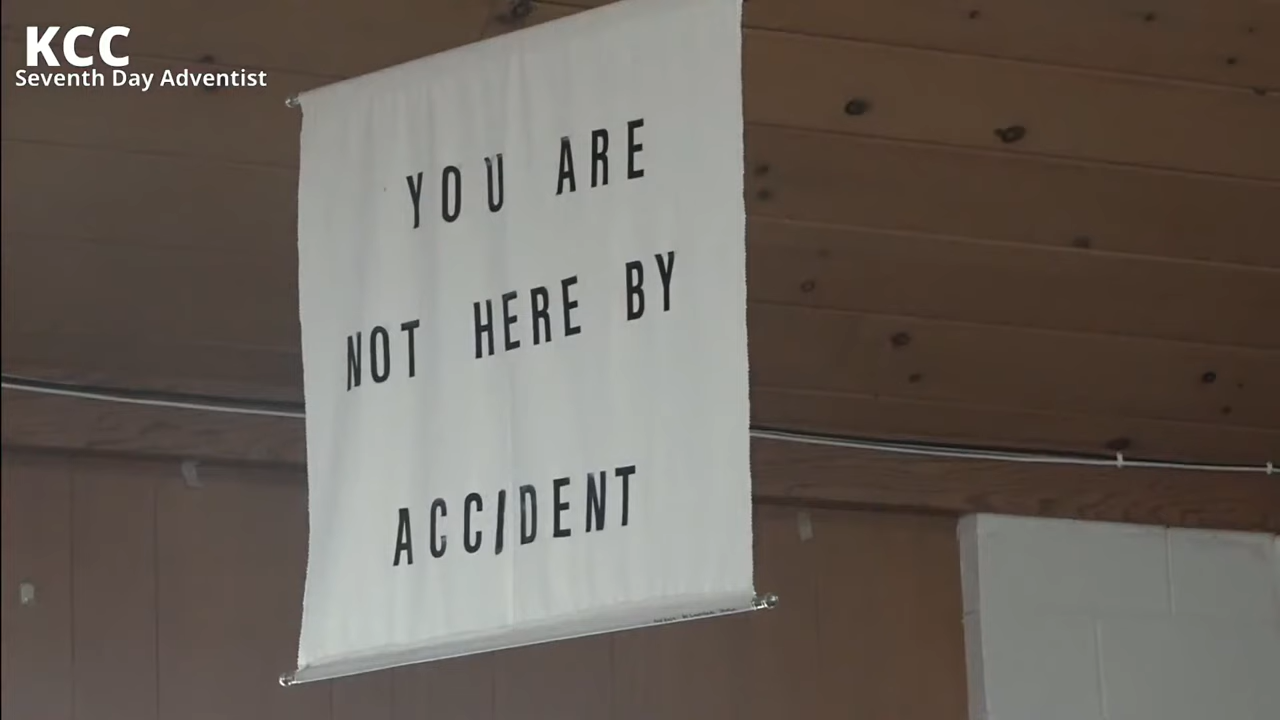 KCC
Seventh Day Adventist
YOU ARE
NOT HERE BY
ACCIDENT